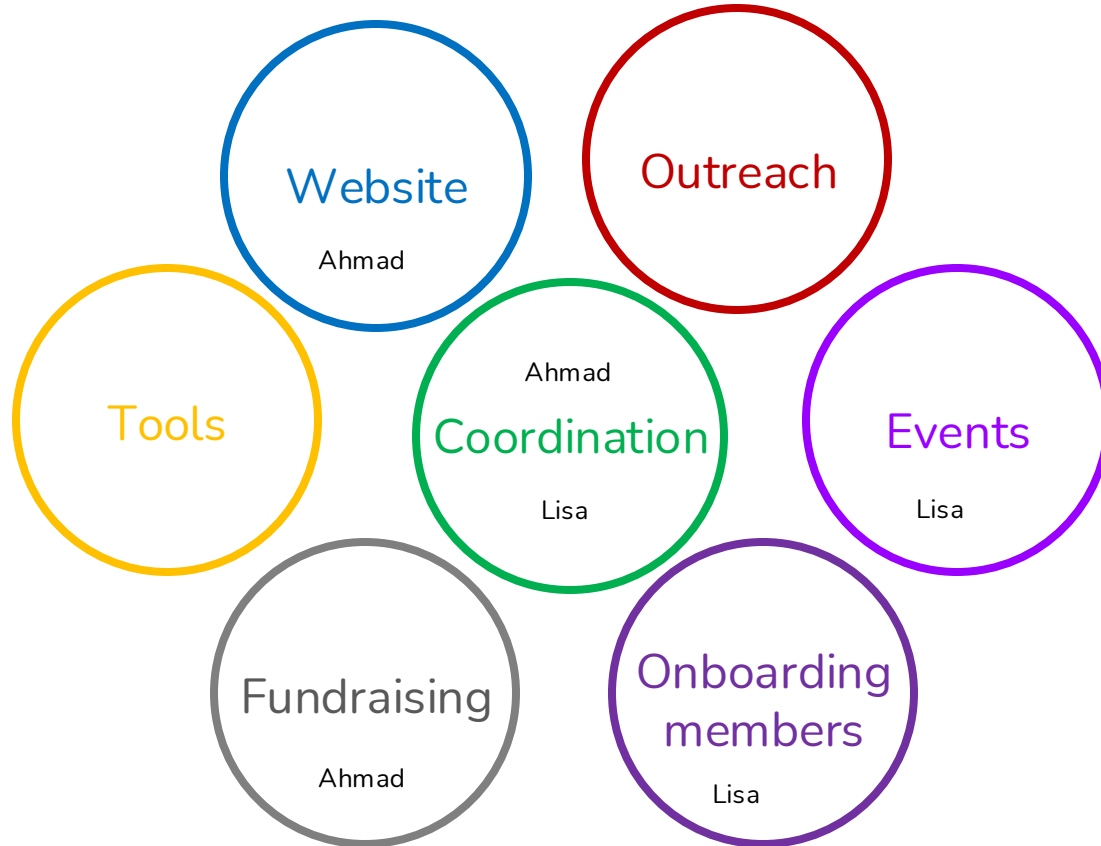 Outreach
Website
Ahmad
Ahmad
Tools
Coordination
Events
Lisa
Lisa
Onboarding
members
Fundraising
Ahmad
Lisa